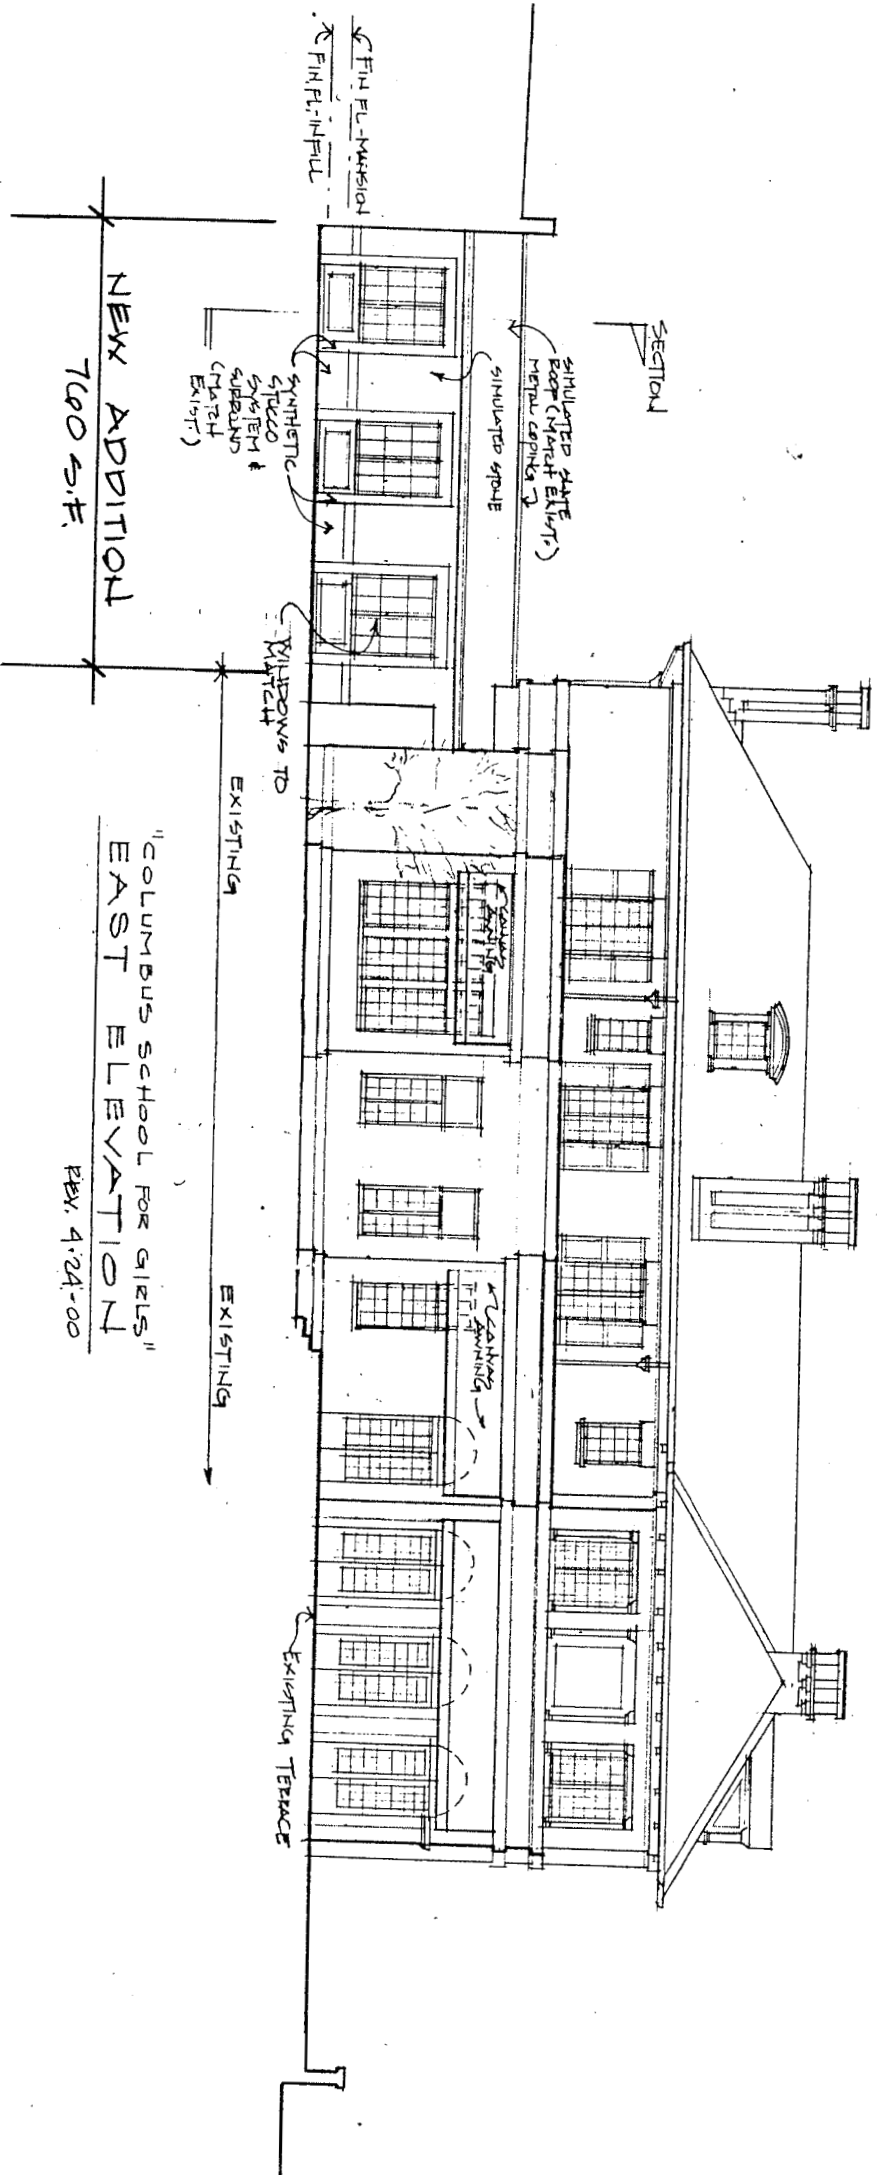 SECTION
SIMULATED SLATE
ROOF (MATCH EXIST.)
METAL COPING
SIMULATED STONE
FIN FL-MANSION
FIN. FL.-INFILL
SYNTHETIC
STUCCO
SYSTEM &
SURROUND
(MATCH
EXIST.)
WINDOWS TO
MATCH
CANVAS
AWNING
CANVAS
AWNING
EXISTING TERRACE
EXISTING
EXISTING
NEW ADDITION
760 S.F.
"COLUMBUS SCHOOL FOR GIRLS"
EAST ELEVATION
REV. 4-24-00